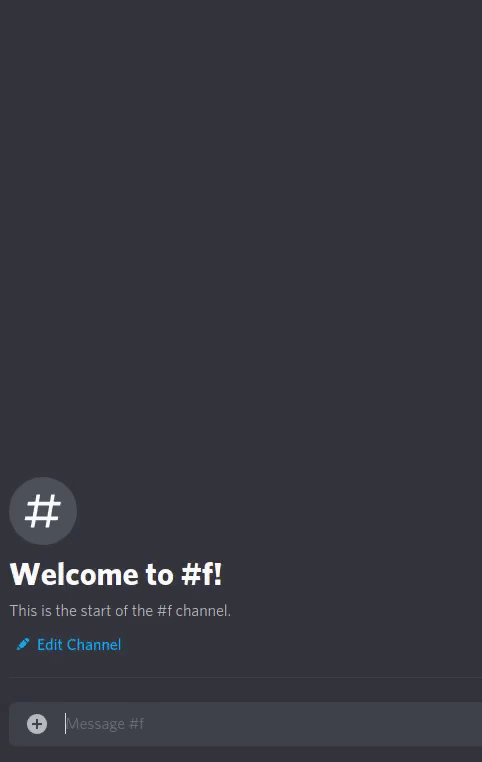 #
Welcome to #f!
This is the start of the #f channel.
Edit Channel
Message #f